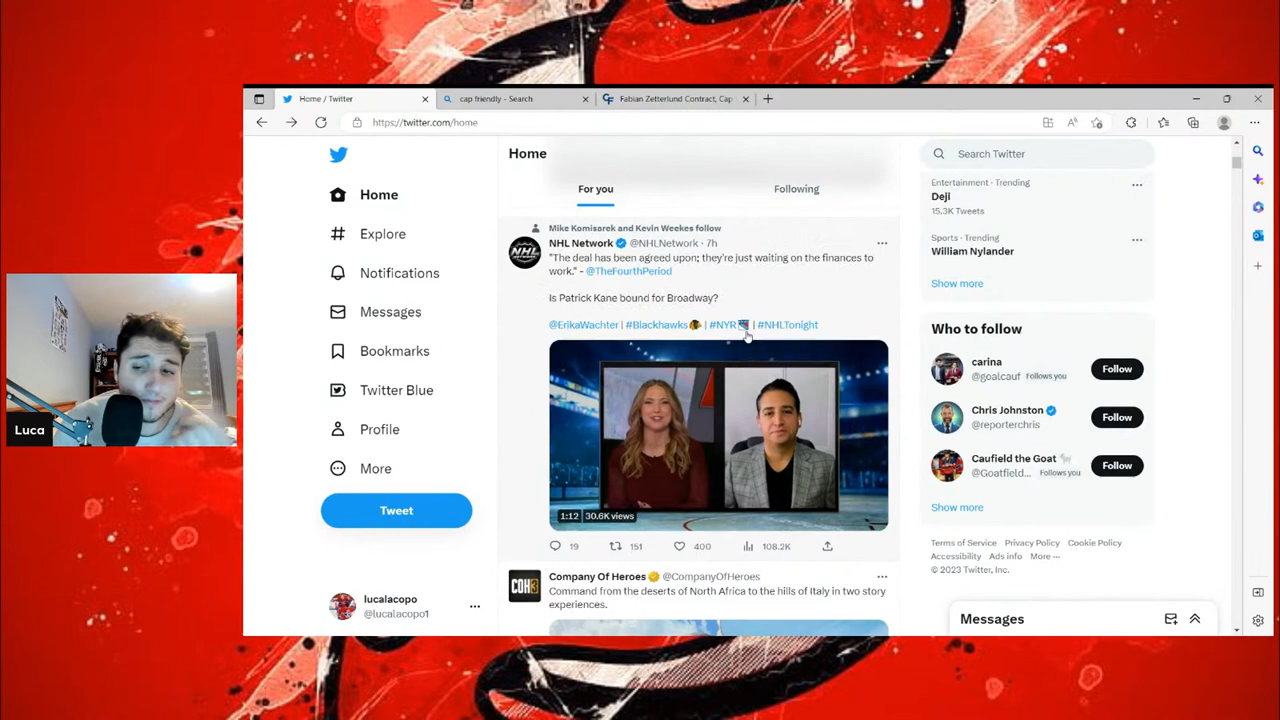 Home / Twitter
cap friendly - Search
Fabian Zetterlund Contract, Cap
https://twitter.com/home
Home
Explore
Notifications
Messages
Bookmarks
Twitter Blue
Profile
More
Tweet
lucalacopo
@lucalacopo1
Luca
Home
For you
Following
Mike Komisarek and Kevin Weekes follow
NHL Network @NHLNetwork · 7h
"The deal has been agreed upon; they're just waiting on the finances to
work." - @TheFourthPeriod
Is Patrick Kane bound for Broadway?
@ErikaWachter | #Blackhawks | #NYR | #NHLTonight
NHL
1:12 30.6K views
19
151
400
108.2K
COH3
Company Of Heroes @CompanyOfHeroes
Command from the deserts of North Africa to the hills of Italy in two story
experiences.
Search Twitter
Entertainment · Trending
Deji
15.3K Tweets
Sports · Trending
William Nylander
Show more
Who to follow
carina
@goalcauf Follows you
Follow
Chris Johnston
@reporterchris
Follow
Caufield the Goat
@Goatfield... Follows you
Follow
Show more
Terms of Service Privacy Policy Cookie Policy
Accessibility Ads info More ···
© 2023 Twitter, Inc.
Messages